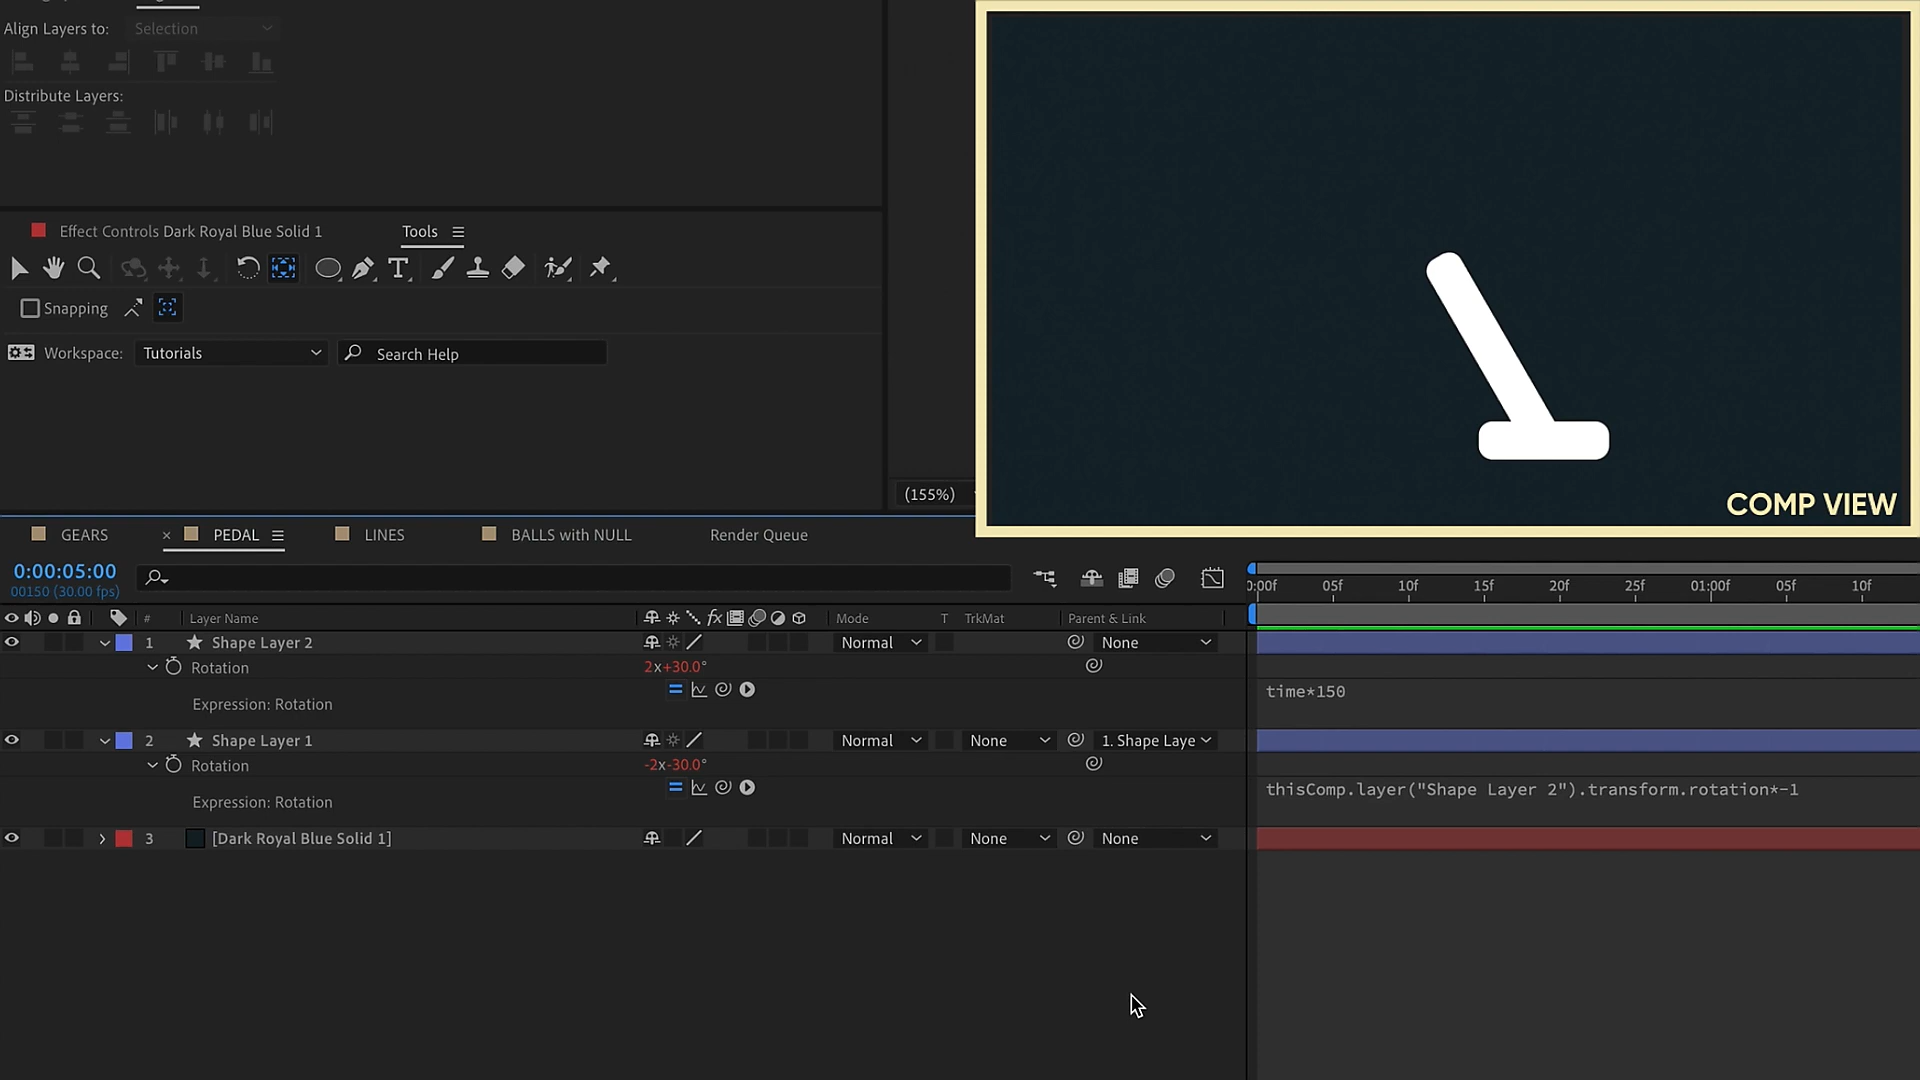 Align Layers to: Selection
Distribute Layers:
Effect Controls Dark Royal Blue Solid 1
Tools
Snapping
Workspace: Tutorials
Search Help
(155%)
COMP VIEW
GEARS
PEDAL
LINES
BALLS with NULL
Render Queue
0:00:05:00
00150 (30.00 fps)
0:00f 05f 10f 15f 20f 25f 01:00f 05f 10f
# Layer Name Mode T TrkMat Parent & Link
1 Shape Layer 2 Normal None
Rotation 2x+30.0°
Expression: Rotation time*150
2 Shape Layer 1 Normal None 1. Shape Laye
Rotation -2x-30.0°
Expression: Rotation thisComp.layer("Shape Layer 2").transform.rotation*-1
3 [Dark Royal Blue Solid 1] Normal None None